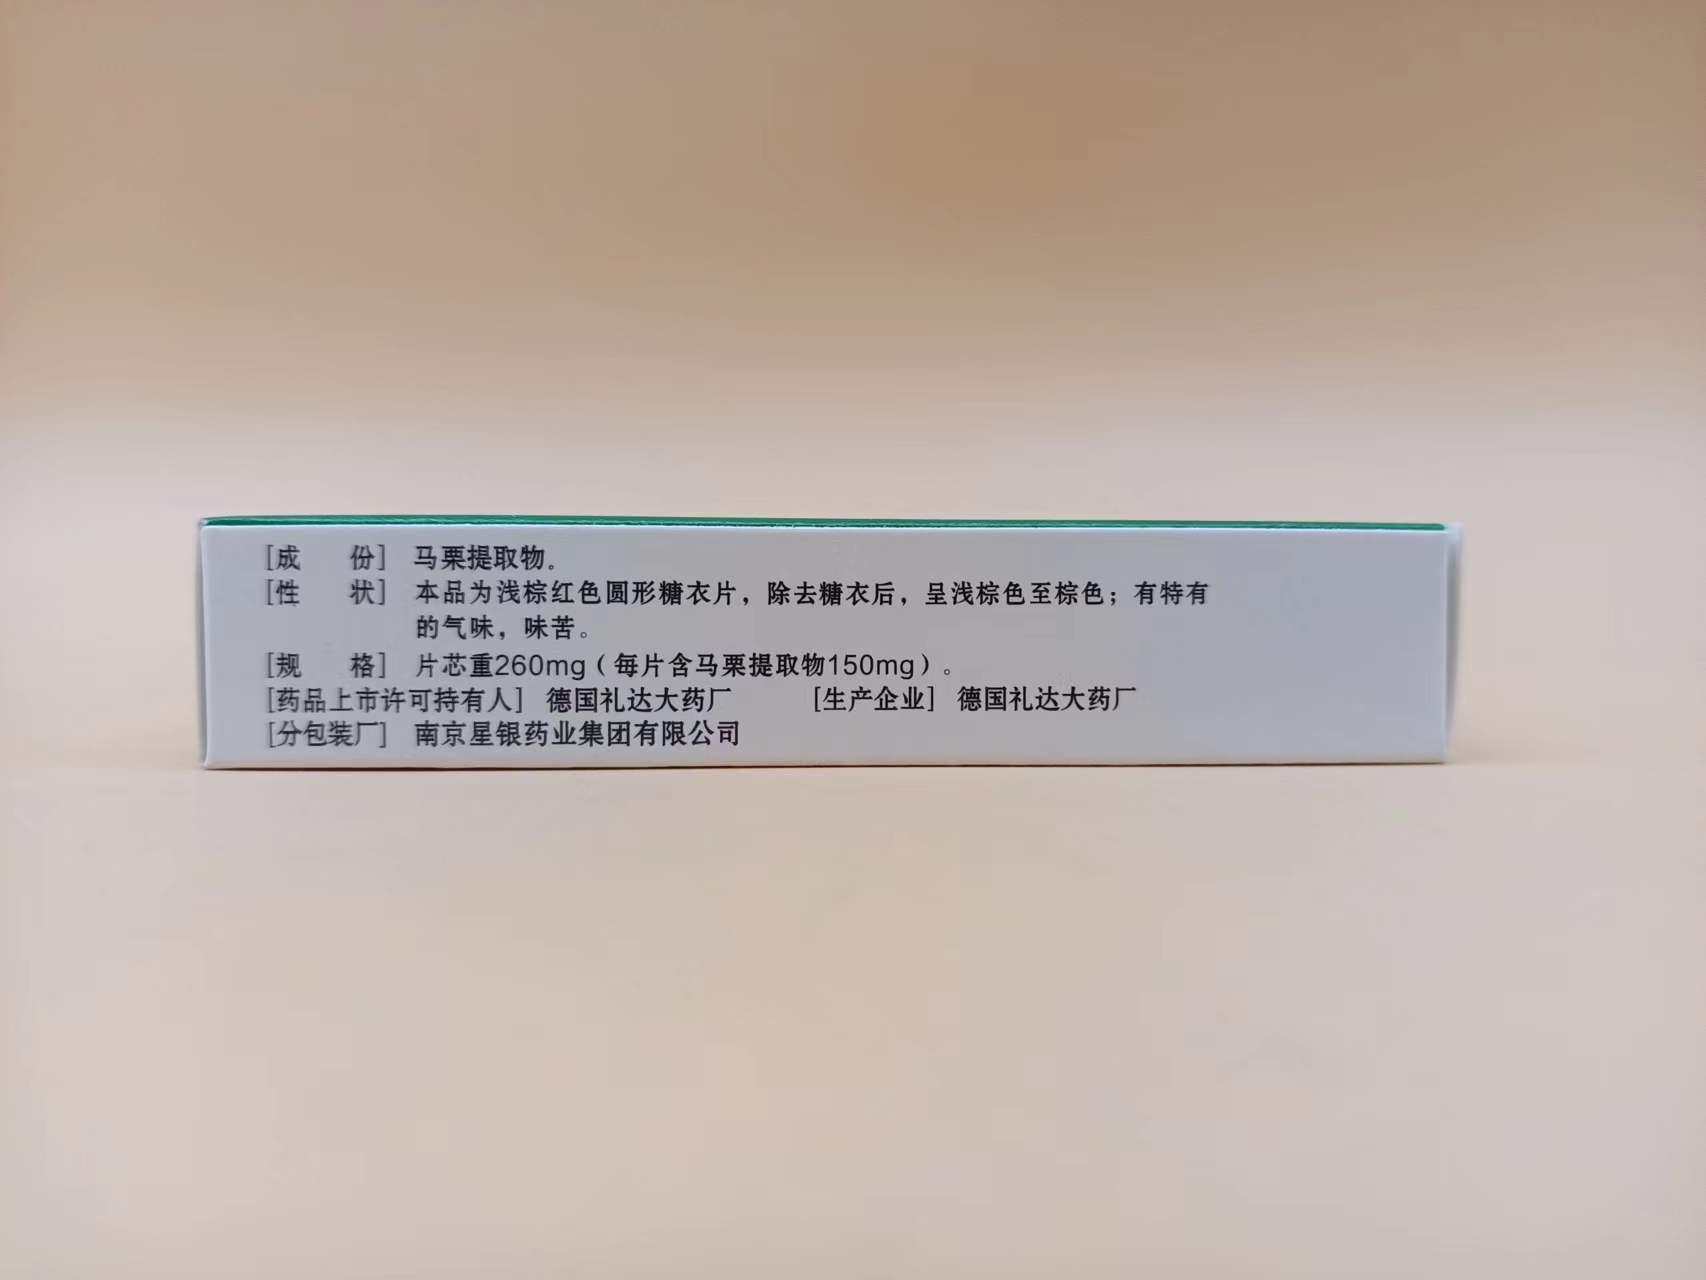 [成 份] 马栗提取物。
[性 状] 本品为浅棕红色圆形糖衣片，除去糖衣后，呈浅棕色至棕色；有特有
的气味，味苦。
[规 格] 片芯重260mg（每片含马栗提取物150mg）。
[药品上市许可持有人] 德国礼达大药厂 [生产企业] 德国礼达大药厂
[分包装厂] 南京星银药业集团有限公司